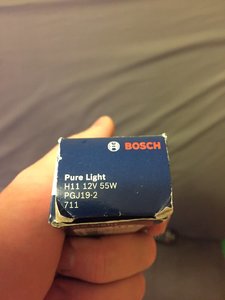 BOSCH
Pure Light
H11 12V 55W
PGJ19-2
711